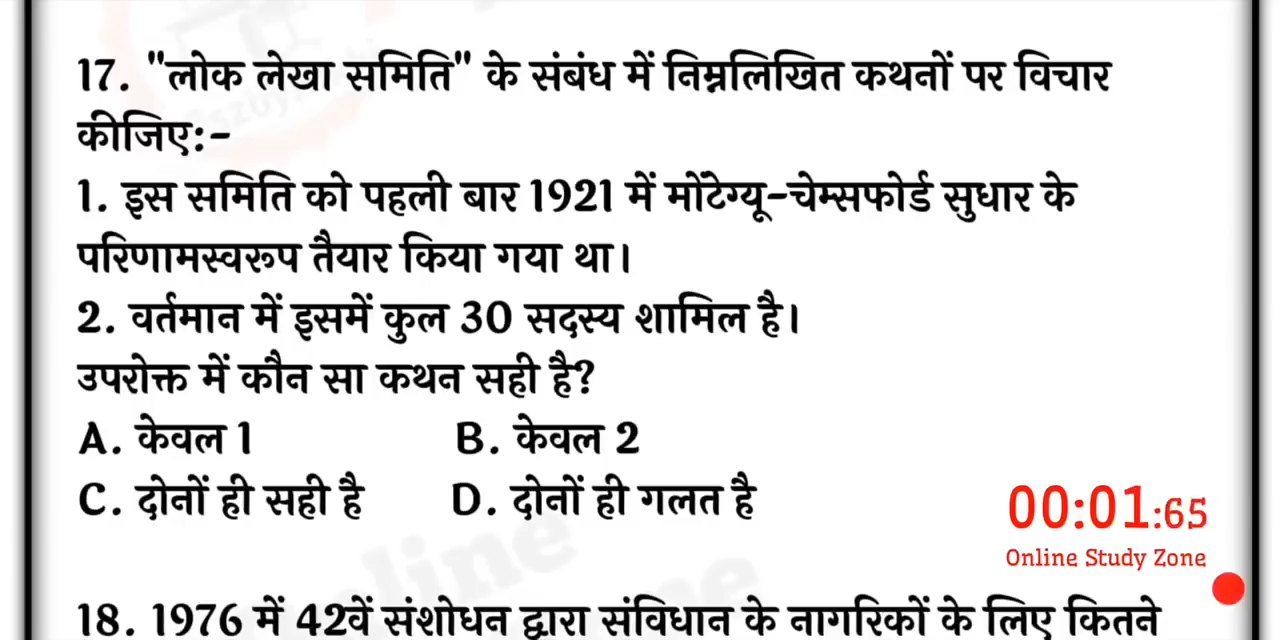 17. "लोक लेखा समिति" के संबंध में निम्नलिखित कथनों पर विचार
कीजिए:-
1. इस समिति को पहली बार 1921 में मोंटेग्यू-चेम्सफोर्ड सुधार के
परिणामस्वरूप तैयार किया गया था।
2. वर्तमान में इसमें कुल 30 सदस्य शामिल है।
उपरोक्त में कौन सा कथन सही है?
A. केवल 1 B. केवल 2
C. दोनों ही सही है D. दोनों ही गलत है
00:01:65
Online Study Zone
18. 1976 में 42वें संशोधन द्वारा संविधान के नागरिकों के लिए कितने